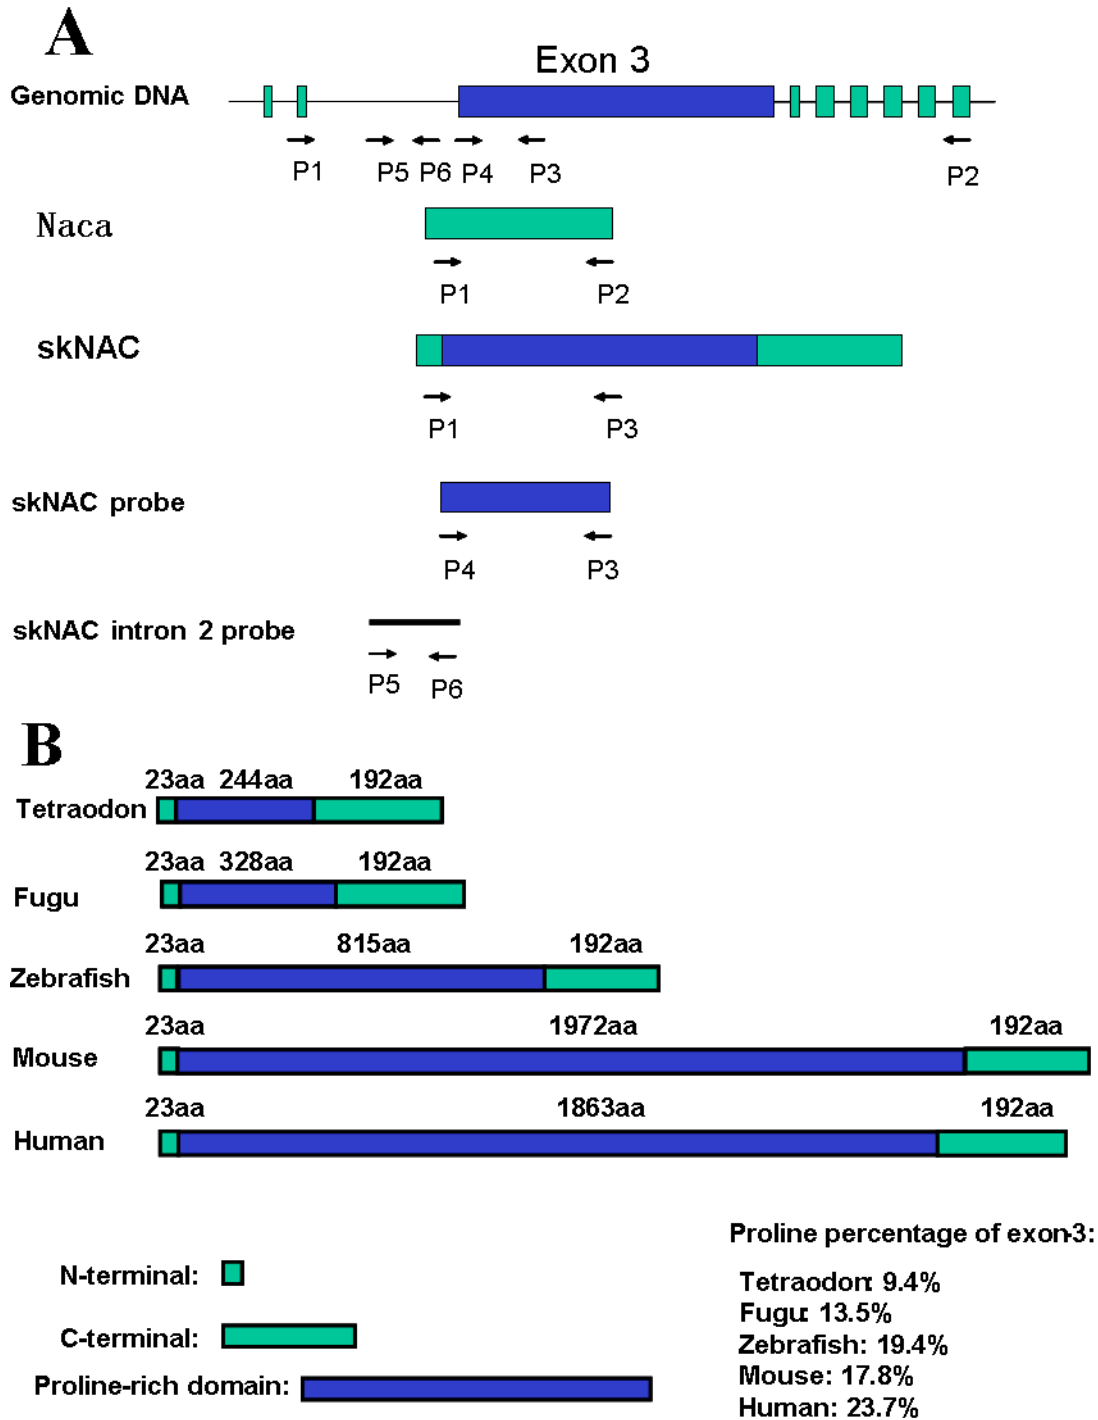 A
Exon 3
Genomic DNA
P1 P5 P6 P4 P3 P2
Naca
P1 P2
skNAC
P1 P3
skNAC probe
P4 P3
skNAC intron 2 probe
P5 P6
B
23aa 244aa 192aa
Tetraodon
23aa 328aa 192aa
Fugu
23aa 815aa 192aa
Zebrafish
23aa 1972aa 192aa
Mouse
23aa 1863aa 192aa
Human
Proline percentage of exon-3:
N-terminal:
Tetraodon: 9.4%
Fugu: 13.5%
C-terminal:
Zebrafish: 19.4%
Mouse: 17.8%
Proline-rich domain:
Human: 23.7%